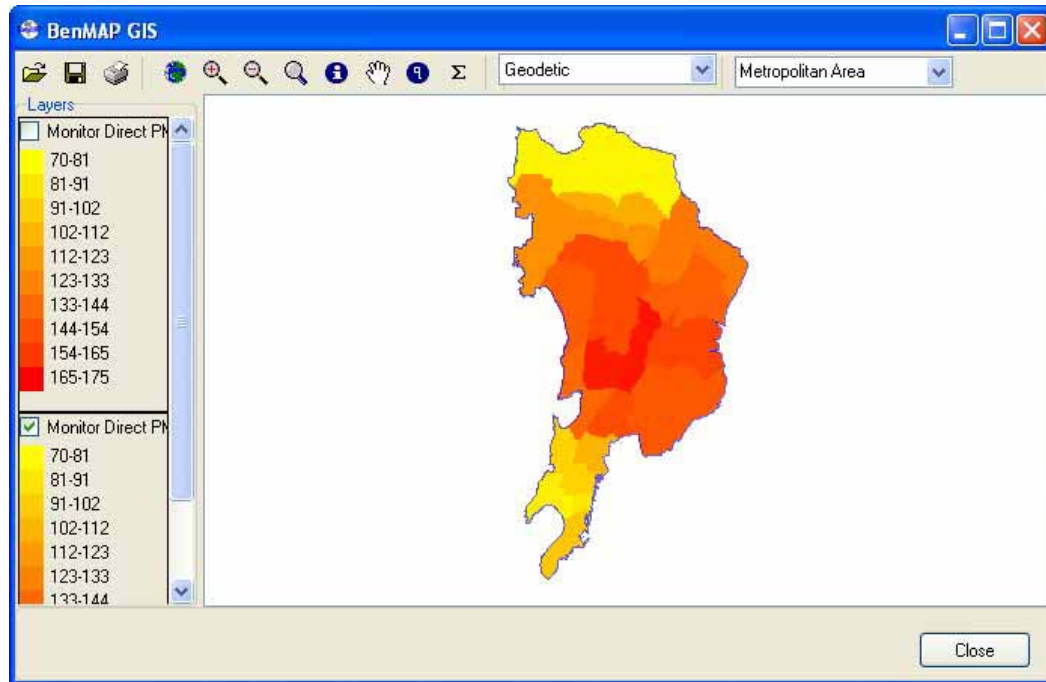 BenMAP GIS
Geodetic
Metropolitan Area
Layers
Monitor Direct
70-81
81-91
91-102
102-112
112-123
123-133
133-144
144-154
154-165
165-175
Monitor Direct
70-81
81-91
91-102
102-112
112-123
123-133
133-144
Close